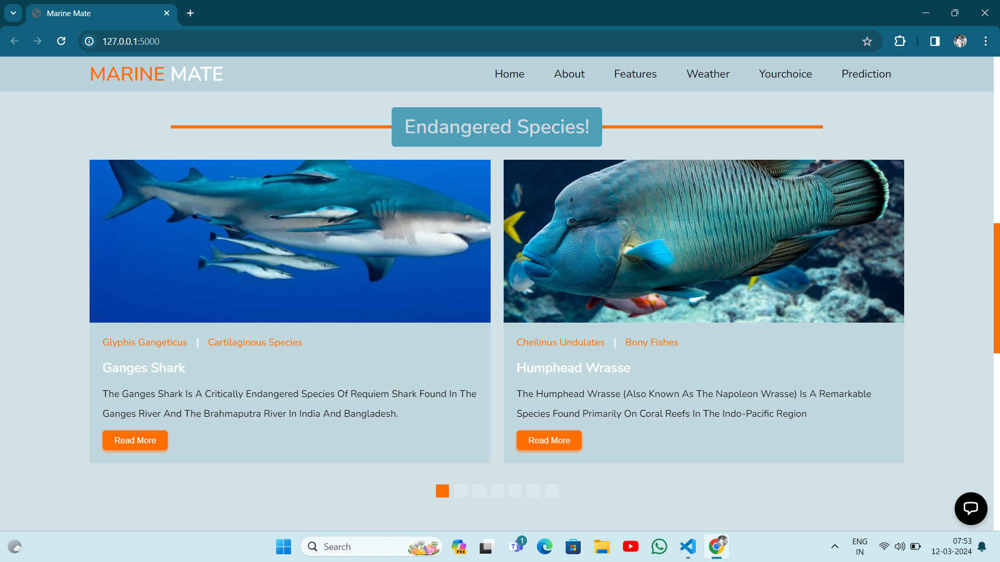 Marine Mate
127.0.0.1:5000
MARINE MATE
Home About Features Weather Yourchoice Prediction
Endangered Species!
Glyphis Gangeticus | Cartilaginous Species
Ganges Shark
The Ganges Shark Is A Critically Endangered Species Of Requiem Shark Found In The
Ganges River And The Brahmaputra River In India And Bangladesh.
Read More
Cheilinus Undulates | Bony Fishes
Humphead Wrasse
The Humphead Wrasse (Also Known As The Napoleon Wrasse) Is A Remarkable
Species Found Primarily On Coral Reefs In The Indo-Pacific Region
Read More
Search
PRE
T
1
ENG
IN
07:53
12-03-2024